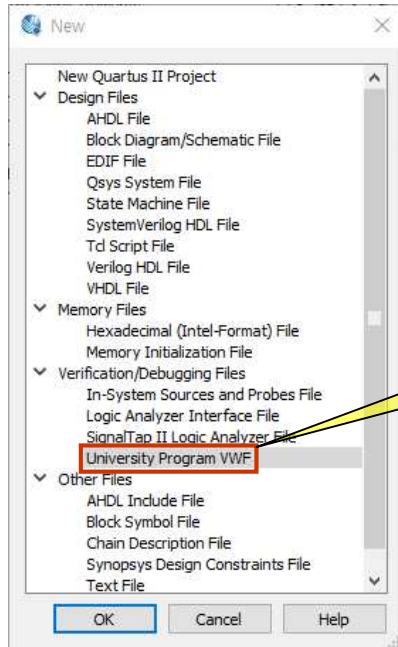 New
New Quartus II Project
Design Files
AHDL File
Block Diagram/Schematic File
EDIF File
Qsys System File
State Machine File
SystemVerilog HDL File
Tcl Script File
Verilog HDL File
VHDL File
Memory Files
Hexadecimal (Intel-Format) File
Memory Initialization File
Verification/Debugging Files
In-System Sources and Probes File
Logic Analyzer Interface File
SignalTap II Logic Analyzer File
University Program VWF
Other Files
AHDL Include File
Block Symbol File
Chain Description File
Synopsys Design Constraints File
Text File
OK Cancel Help